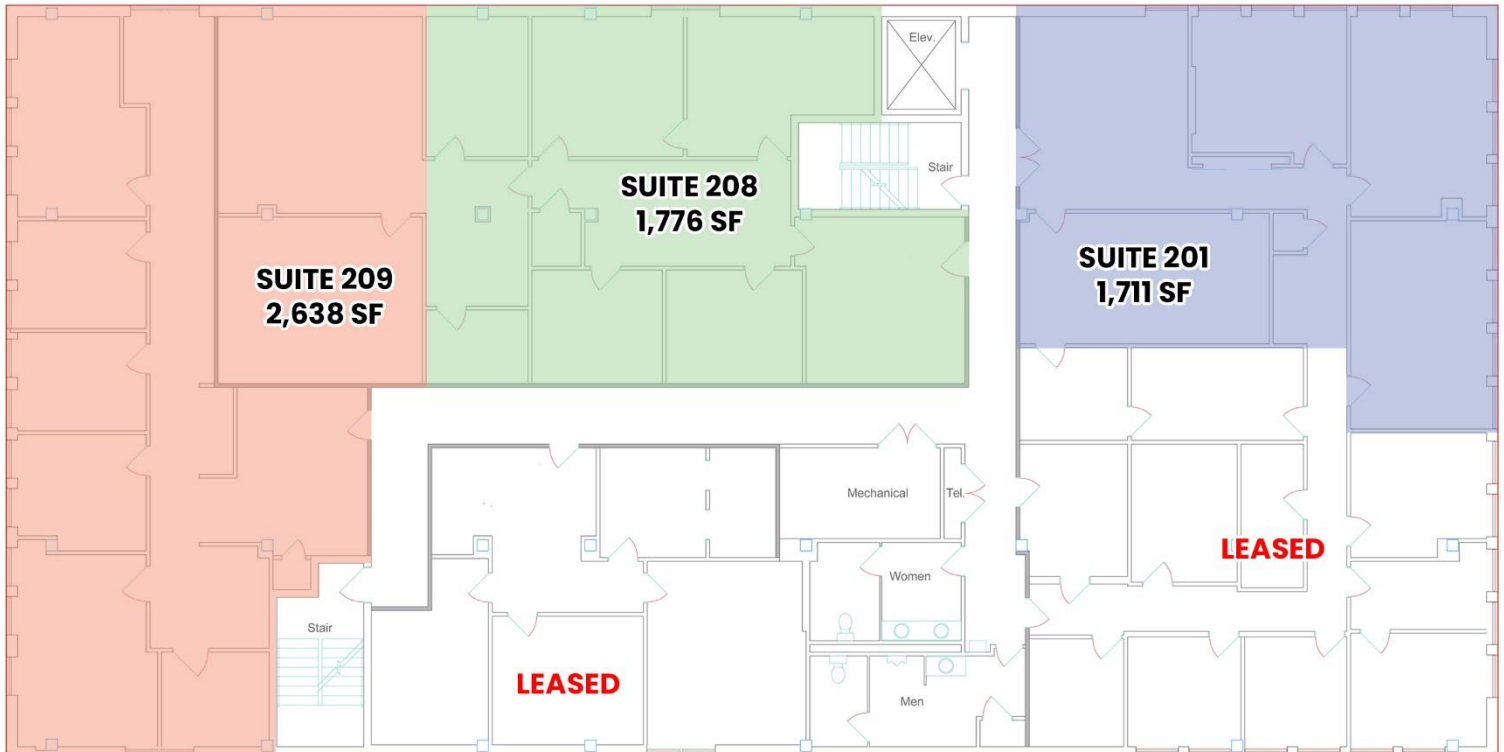 Elev.
Stair
SUITE 208
1,776 SF
SUITE 209
2,638 SF
SUITE 201
1,711 SF
Mechanical
Tel.
LEASED
Women
Stair
LEASED
Men